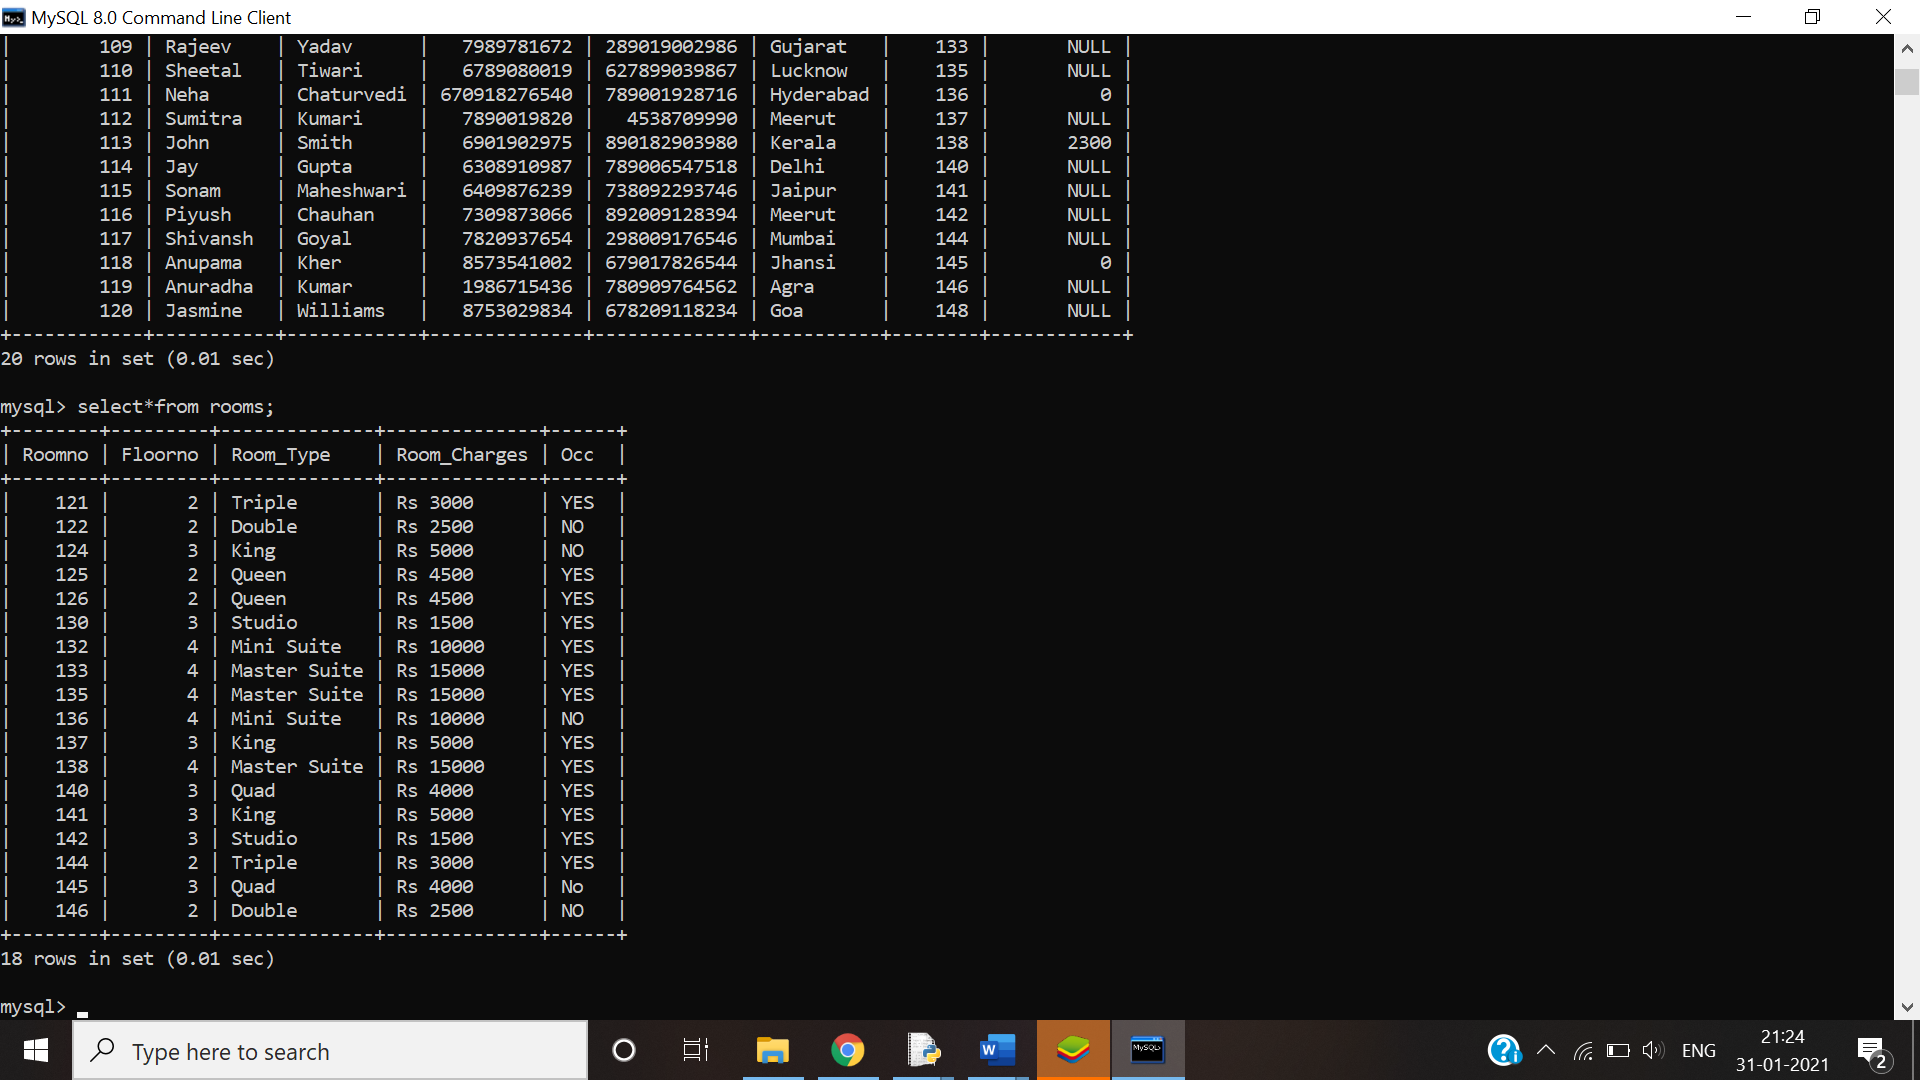 MySQL 8.0 Command Line Client
|        109 | Rajeev    | Yadav      |   7989781672 | 289019002986 | Gujarat   |    133 |       NULL |
|        110 | Sheetal   | Tiwari     |   6789080019 | 627899039867 | Lucknow   |    135 |       NULL |
|        111 | Neha      | Chaturvedi | 670918276540 | 789001928716 | Hyderabad |    136 |          0 |
|        112 | Sumitra   | Kumari     |   7890019820 |   4538709990 | Meerut    |    137 |       NULL |
|        113 | John      | Smith      |   6901902975 | 890182903980 | Kerala    |    138 |       2300 |
|        114 | Jay       | Gupta      |   6308910987 | 789006547518 | Delhi     |    140 |       NULL |
|        115 | Sonam     | Maheshwari |   6409876239 | 738092293746 | Jaipur    |    141 |       NULL |
|        116 | Piyush    | Chauhan    |   7309873066 | 892009128394 | Meerut    |    142 |       NULL |
|        117 | Shivansh  | Goyal      |   7820937654 | 298009176546 | Mumbai    |    144 |       NULL |
|        118 | Anupama   | Kher       |   8573541002 | 679017826544 | Jhansi    |    145 |          0 |
|        119 | Anuradha  | Kumar      |   1986715436 | 780909764562 | Agra      |    146 |       NULL |
|        120 | Jasmine   | Williams   |   8753029834 | 678209118234 | Goa       |    148 |       NULL |
+------------+-----------+------------+--------------+--------------+-----------+--------+------------+
20 rows in set (0.01 sec)
mysql> select*from rooms;
+--------+---------+--------------+--------------+------+
| Roomno | Floorno | Room_Type    | Room_Charges | Occ  |
+--------+---------+--------------+--------------+------+
|    121 |       2 | Triple       | Rs 3000      | YES  |
|    122 |       2 | Double       | Rs 2500      | NO   |
|    124 |       3 | King         | Rs 5000      | NO   |
|    125 |       2 | Queen        | Rs 4500      | YES  |
|    126 |       2 | Queen        | Rs 4500      | YES  |
|    130 |       3 | Studio       | Rs 1500      | YES  |
|    132 |       4 | Mini Suite   | Rs 10000     | YES  |
|    133 |       4 | Master Suite | Rs 15000     | YES  |
|    135 |       4 | Master Suite | Rs 15000     | YES  |
|    136 |       4 | Mini Suite   | Rs 10000     | NO   |
|    137 |       3 | King         | Rs 5000      | YES  |
|    138 |       4 | Master Suite | Rs 15000     | YES  |
|    140 |       3 | Quad         | Rs 4000      | YES  |
|    141 |       3 | King         | Rs 5000      | YES  |
|    142 |       3 | Studio       | Rs 1500      | YES  |
|    144 |       2 | Triple       | Rs 3000      | YES  |
|    145 |       3 | Quad         | Rs 4000      | No   |
|    146 |       2 | Double       | Rs 2500      | NO   |
+--------+---------+--------------+--------------+------+
18 rows in set (0.01 sec)
mysql>
Type here to search
W
MySQL
ENG
21:24
31-01-2021
2